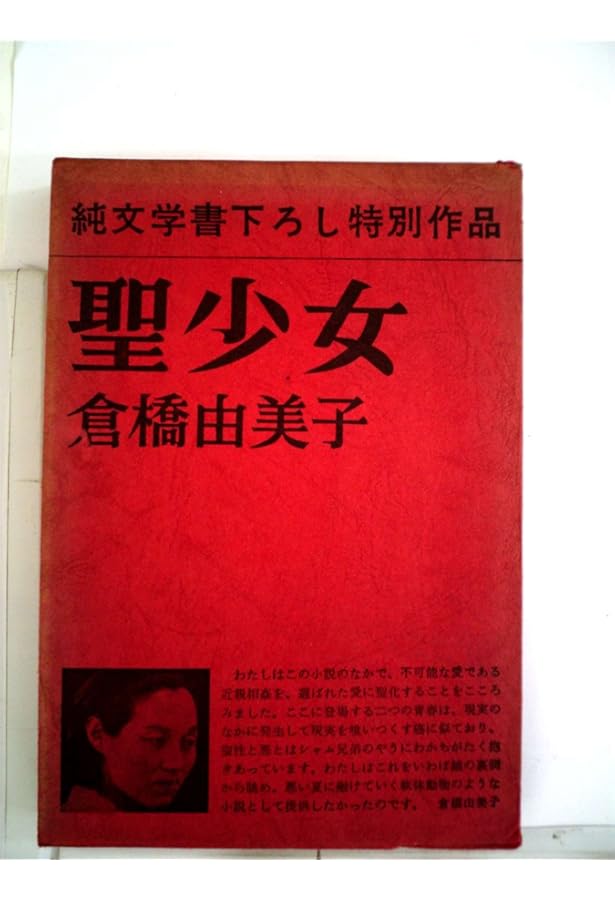 純文学書下ろし特別作品
聖少女
倉橋由美子
わたしはこの小説のなかで、不可能な愛である
近親相姦を、選ばれた愛に聖化することをこころ
みました。ここに登場する二つの青春は、現実の
なかに発生して現実を喰いつくす癌に似ており、
性と悪とはシャム兄弟のやうにわかちがたく抱
きあっています。わたしはこれをいわば鏡の裏側
から眺め、悪い夏に融けていく軟体動物のような
小説として提供したかったのです。 倉橋由美子